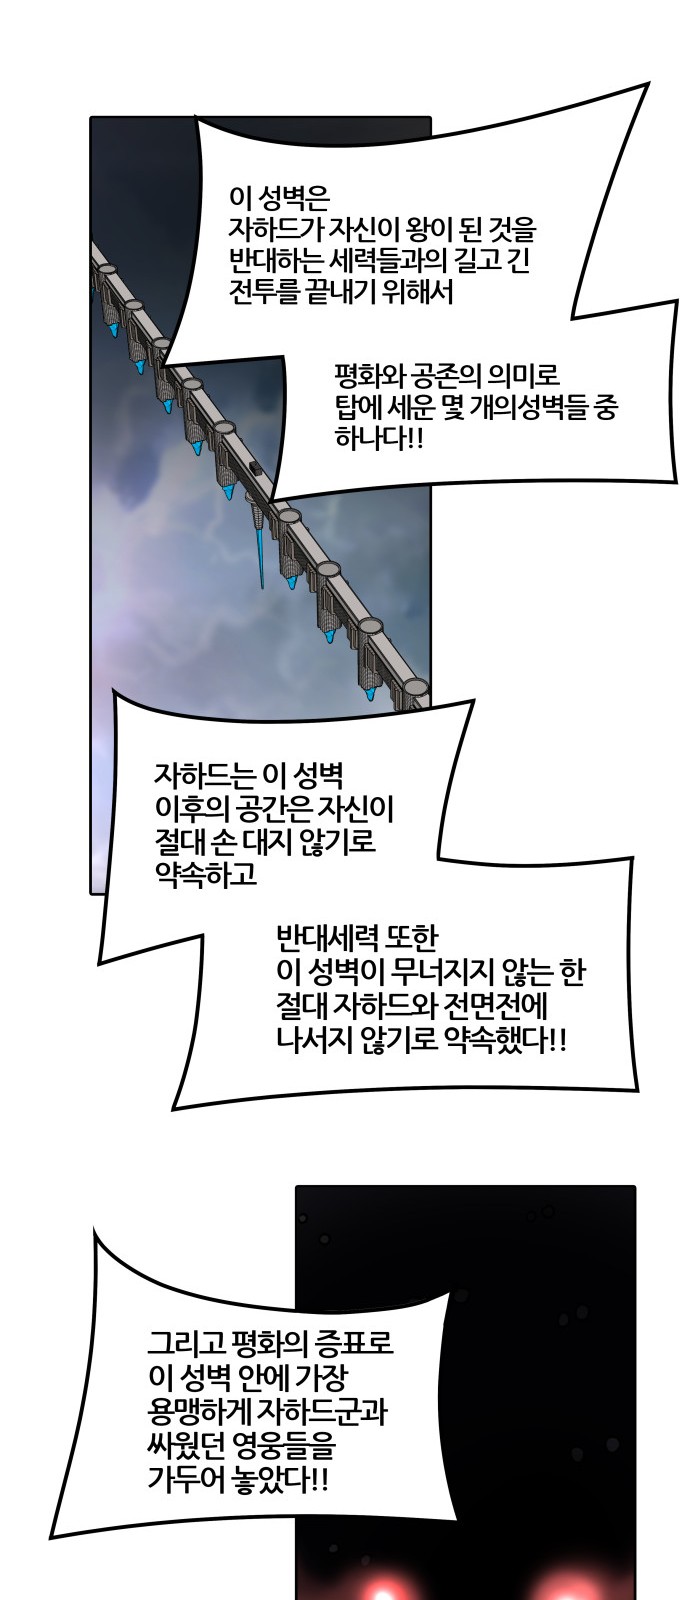 이 성벽은
자하드가 자신이 왕이 된 것을
반대하는 세력들과의 길고 긴
전투를 끝내기 위해서
평화와 공존의 의미로
탑에 세운 몇 개의성벽들 중
하나다!!
자하드는 이 성벽
이후의 공간은 자신이
절대 손 대지 않기로
약속하고
반대세력 또한
이 성벽이 무너지지 않는 한
절대 자하드와 전면전에
나서지 않기로 약속했다!!
그리고 평화의 증표로
이 성벽 안에 가장
용맹하게 자하드군과
싸웠던 영웅들을
가두어 놓았다!!